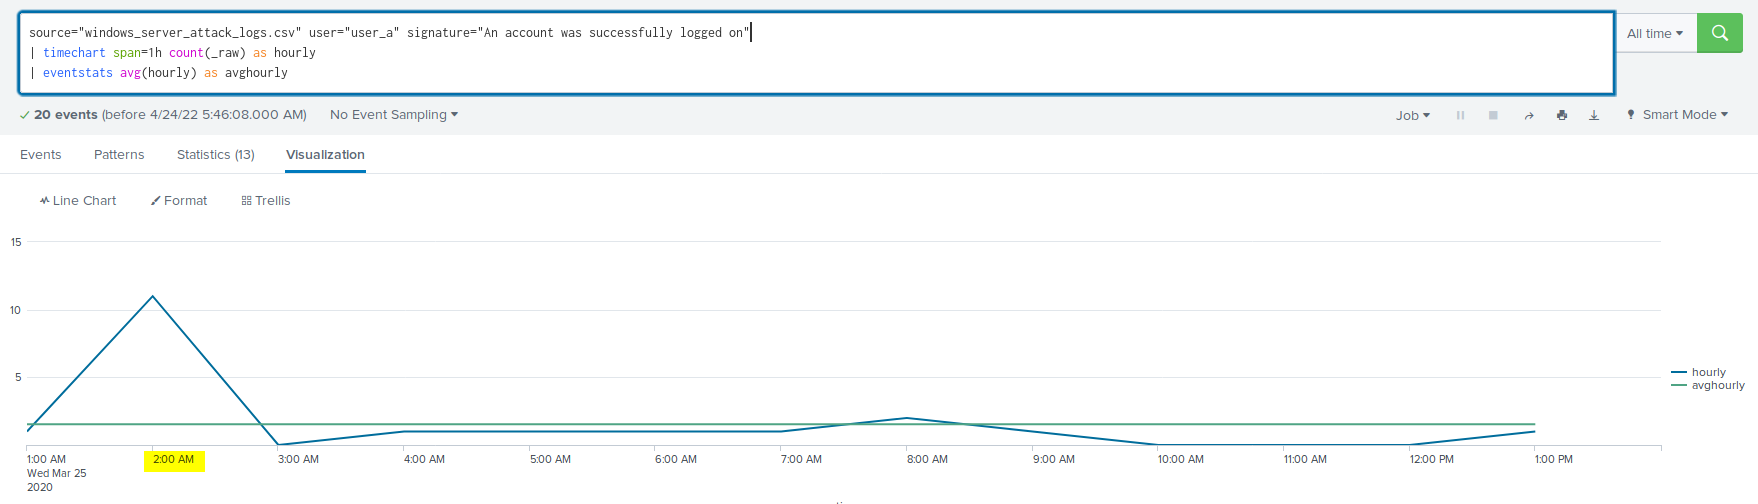 source="windows_server_attack_logs.csv" user="user_a" signature="An account was successfully logged on"
| timechart span=1h count(_raw) as hourly
| eventstats avg(hourly) as avghourly
All time
20 events (before 4/24/22 5:46:08.000 AM)
No Event Sampling
Job
Smart Mode
Events
Patterns
Statistics (13)
Visualization
Line Chart
Format
Trellis
15
10
5
hourly
avghourly
1:00 AM
Wed Mar 25
2020
2:00 AM
3:00 AM
4:00 AM
5:00 AM
6:00 AM
7:00 AM
8:00 AM
9:00 AM
10:00 AM
11:00 AM
12:00 PM
1:00 PM